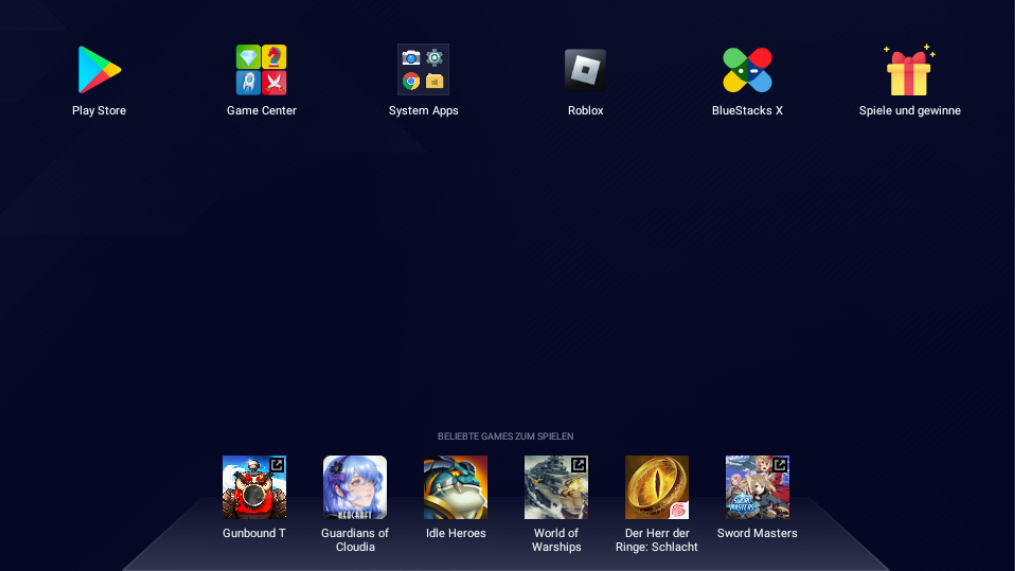 Play Store
Game Center
System Apps
Roblox
BlueStacks X
Spiele und gewinne
BELIEBTE GAMES ZUM SPIELEN
Gunbound T
Guardians of
Cloudia
Idle Heroes
World of
Warships
Der Herr der
Ringe: Schlacht
Sword Masters